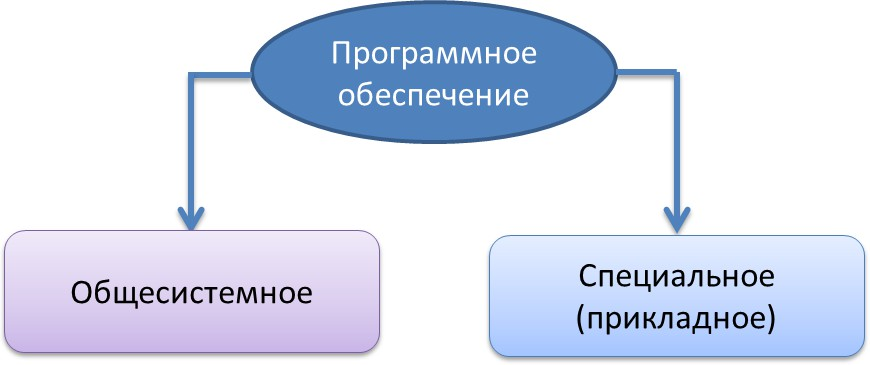 Программное
обеспечение
Общесистемное
Специальное
(прикладное)